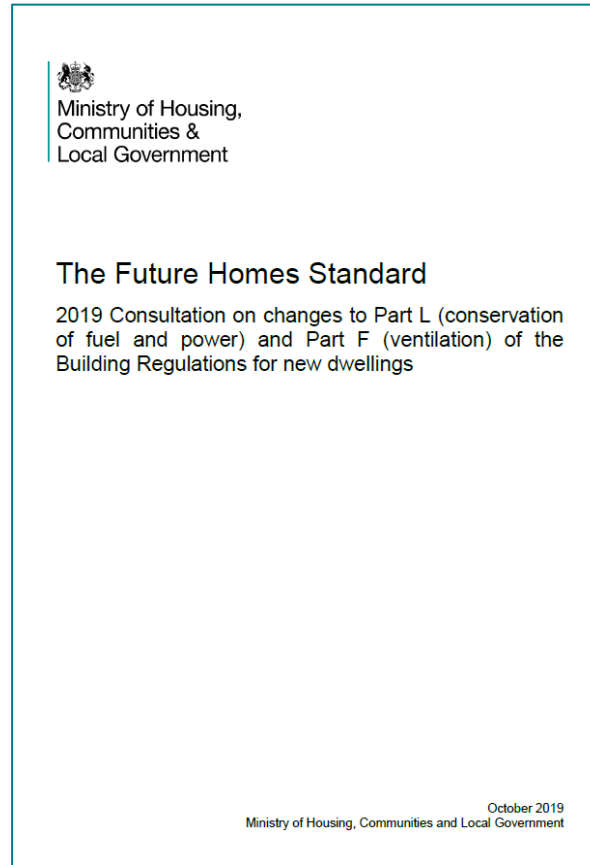 Ministry of Housing,
Communities &
Local Government
The Future Homes Standard
2019 Consultation on changes to Part L (conservation
of fuel and power) and Part F (ventilation) of the
Building Regulations for new dwellings
October 2019
Ministry of Housing, Communities and Local Government